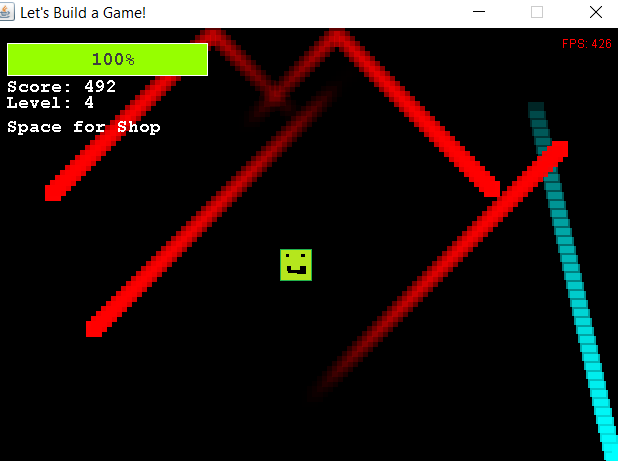 Let's Build a Game!
FPS: 426
100%
Score: 492
Level: 4
Space for Shop